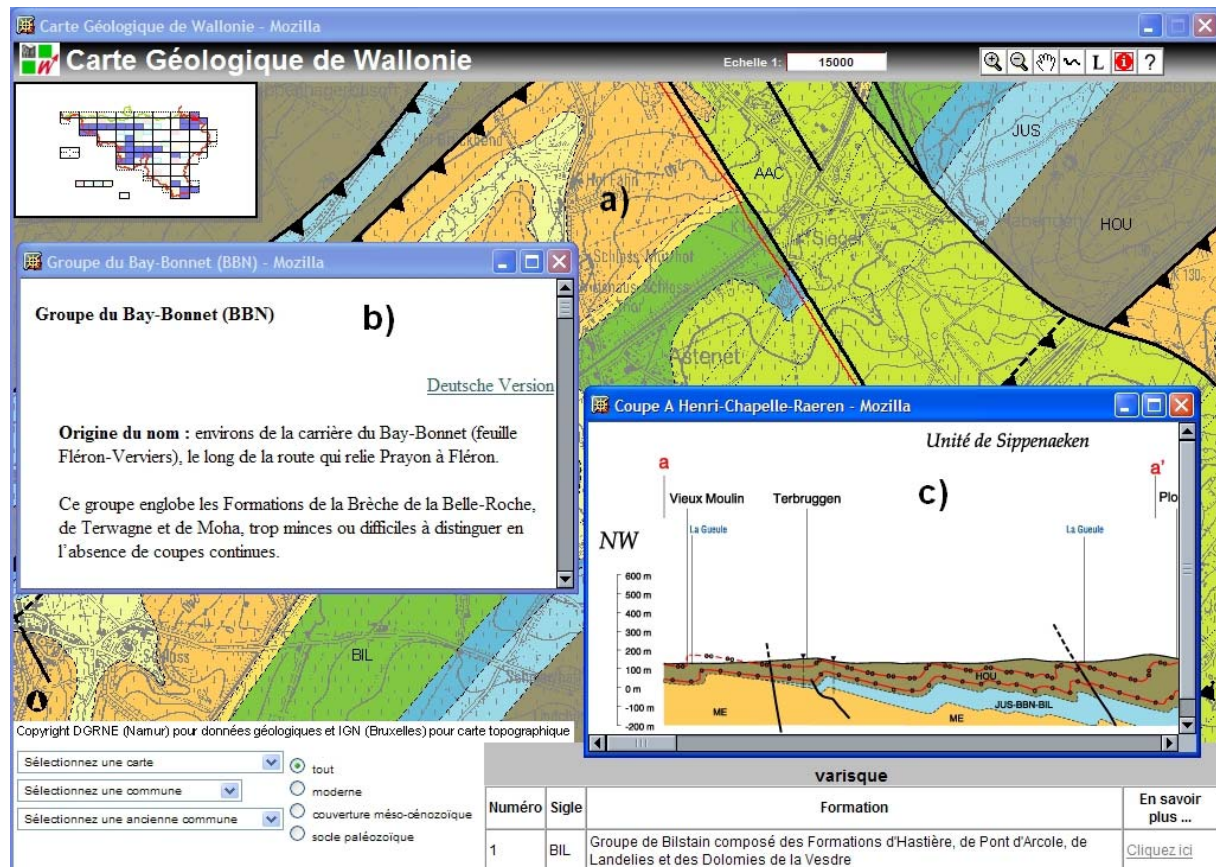 Carte Géologique de Wallonie - Mozilla
Carte Géologique de Wallonie
Echelle 1: 15000
L
?
a)
AAC
JUS
HOU
Siegel
Astenet
BIL
Groupe du Bay-Bonnet (BBN) - Mozilla
Groupe du Bay-Bonnet (BBN)
b)
Deutsche Version
Origine du nom : environs de la carrière du Bay-Bonnet (feuille
Fléron-Verviers), le long de la route qui relie Prayon à Fléron.
Ce groupe englobe les Formations de la Brèche de la Belle-Roche,
de Terwagne et de Moha, trop minces ou difficiles à distinguer en
l'absence de coupes continues.
Coupe A Henri-Chapelle-Raeren - Mozilla
Unité de Sippenaeken
a
a'
c)
Vieux Moulin
Terbruggen
Plo
La Gueule
La Gueule
NW
600 m
500 m
400 m
300 m
200 m
100 m
0 m
-100 m
-200 m
HOU
JUS-BBN-BIL
ME
ME
Copyright DGRNE (Namur) pour données géologiques et IGN (Bruxelles) pour carte topographique
Sélectionnez une carte
Sélectionnez une commune
Sélectionnez une ancienne commune
tout
moderne
couverture méso-cénozoïque
socle paléozoïque
varisque
Numéro Sigle Formation En savoir plus ...
1 BIL Groupe de Bilstain composé des Formations d'Hastière, de Pont d'Arcole, de
Landelies et des Dolomies de la Vesdre
Cliquez ici